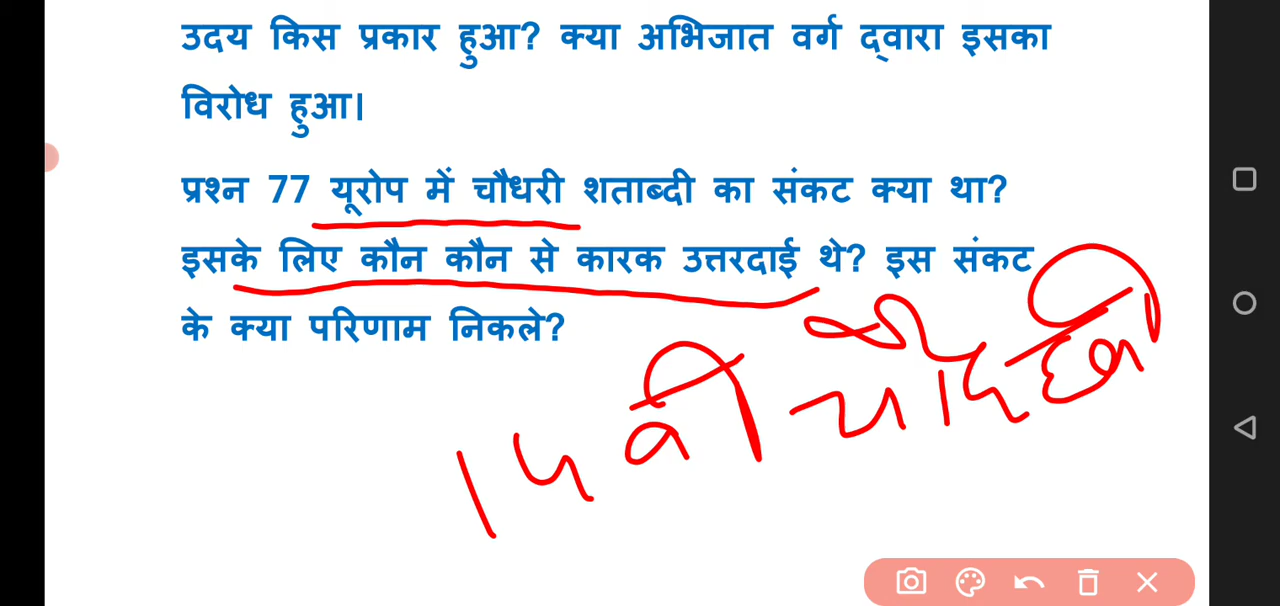 उदय किस प्रकार हुआ? क्या अभिजात वर्ग द्वारा इसका
विरोध हुआ।
प्रश्न 77 यूरोप में चौधरी शताब्दी का संकट क्या था?
इसके लिए कौन कौन से कारक उत्तरदाई थे? इस संकट
के क्या परिणाम निकले?
14 वी चौदहवी